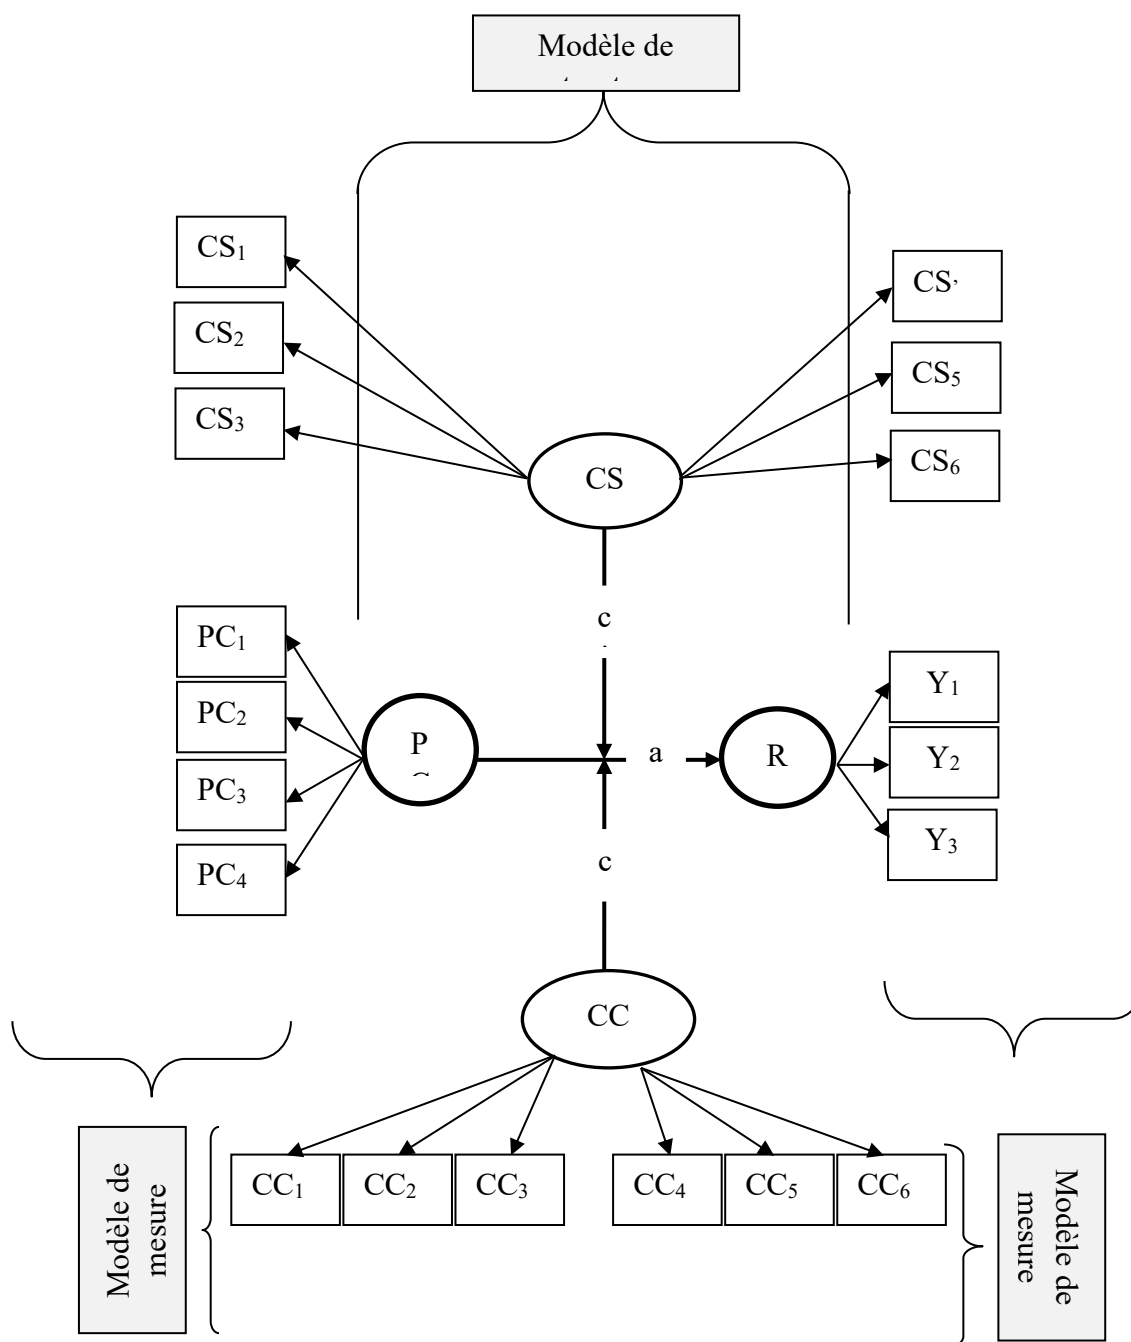 Modèle de
CS1
CS2
CS3
CS
CS5
CS6
CS
c
PC1
PC2
PC3
PC4
P
a
R
Y1
Y2
Y3
c
CC
CC1
CC2
CC3
CC4
CC5
CC6
Modèle de
mesure
Modèle de
mesure